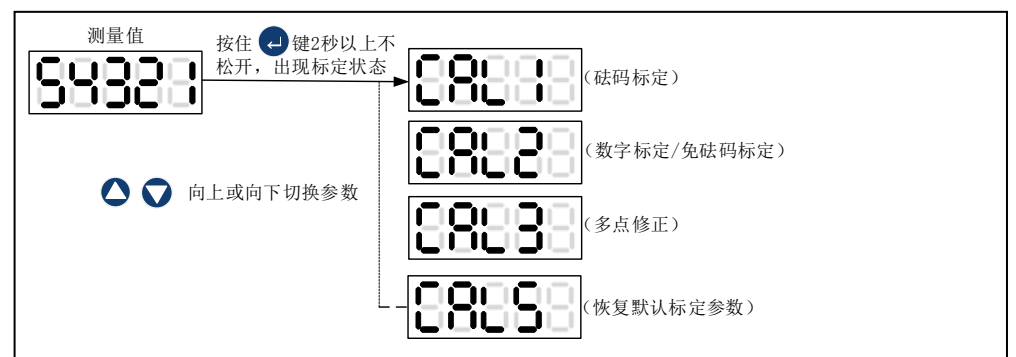 测量值
54321
按住 键2秒以上不
松开，出现标定状态
CAL1
（砝码标定）
CAL2
（数字标定/免砝码标定）
向上或向下切换参数
CAL3
（多点修正）
CAL5
（恢复默认标定参数）